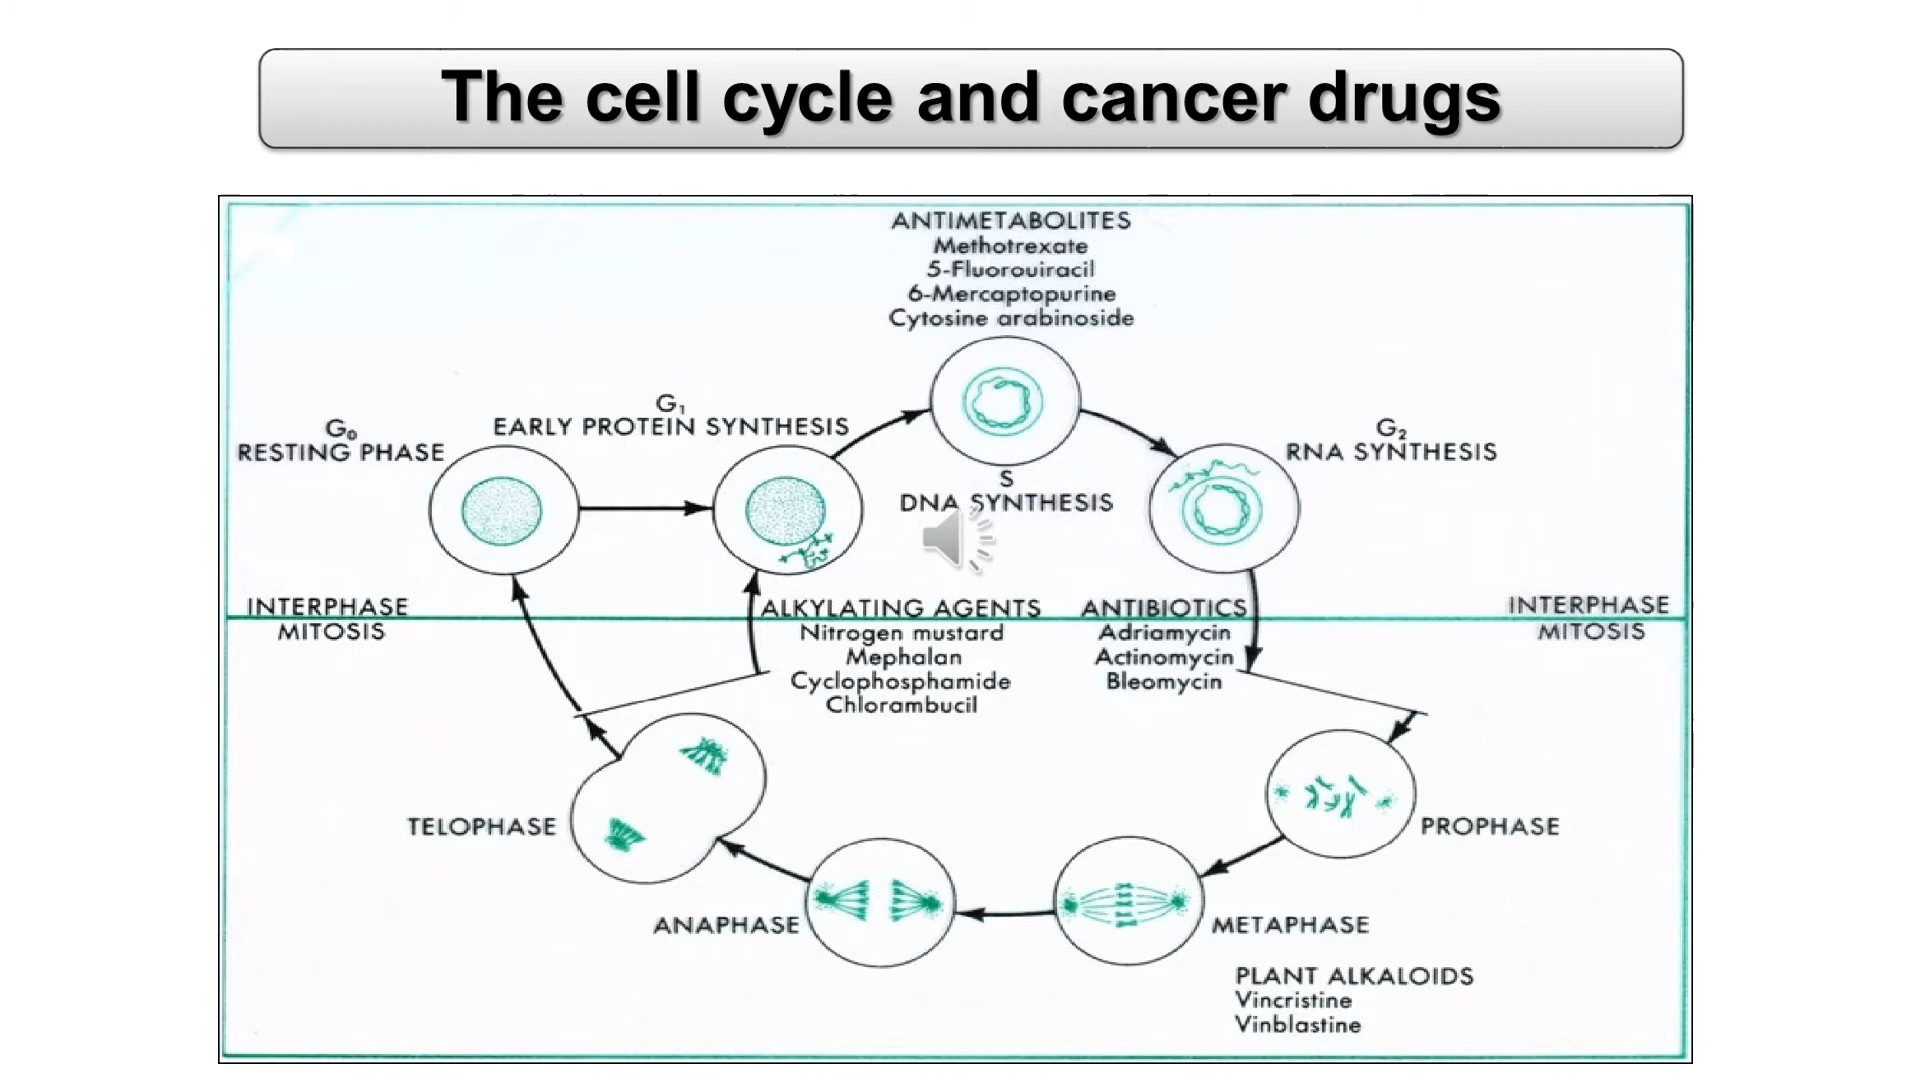 The cell cycle and cancer drugs
ANTIMETABOLITES
Methotrexate
5-Fluorouiracil
6-Mercaptopurine
Cytosine arabinoside
G₀
RESTING PHASE
G₁
EARLY PROTEIN SYNTHESIS
S
DNA SYNTHESIS
G₂
RNA SYNTHESIS
INTERPHASE
MITOSIS
ALKYLATING AGENTS
Nitrogen mustard
Mephalan
Cyclophosphamide
Chlorambucil
ANTIBIOTICS
Adriamycin
Actinomycin
Bleomycin
INTERPHASE
MITOSIS
TELOPHASE
PROPHASE
ANAPHASE
METAPHASE
PLANT ALKALOIDS
Vincristine
Vinblastine